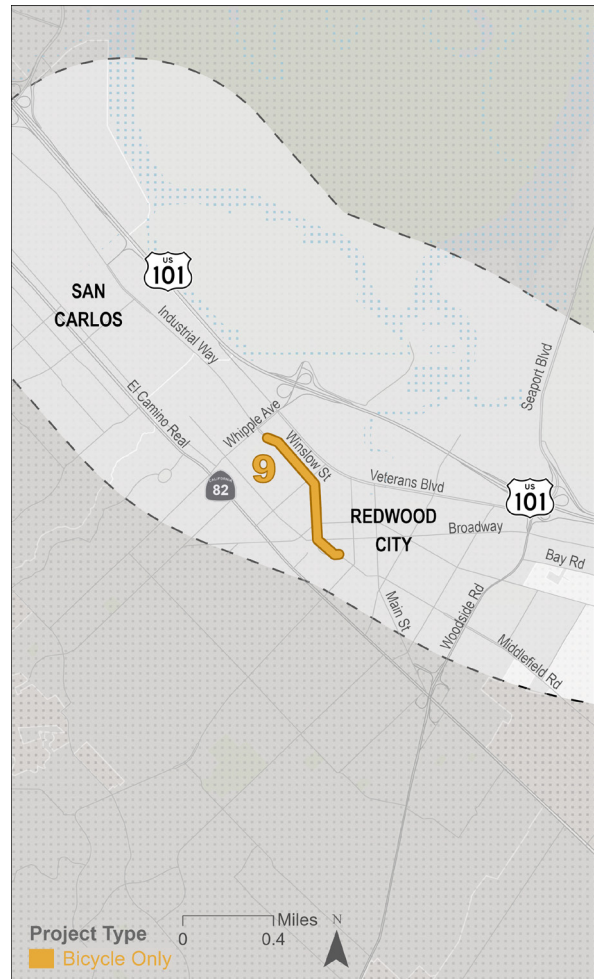 US
101
SAN
CARLOS
Industrial Way
Seaport Blvd
El Camino Real
Whipple Ave
Winslow St
9
CALIFORNIA
82
Veterans Blvd
US
101
REDWOOD
CITY
Broadway
Bay Rd
Main St
Woodside Rd
Middlefield Rd
Miles
N
0
0.4
Project Type
Bicycle Only